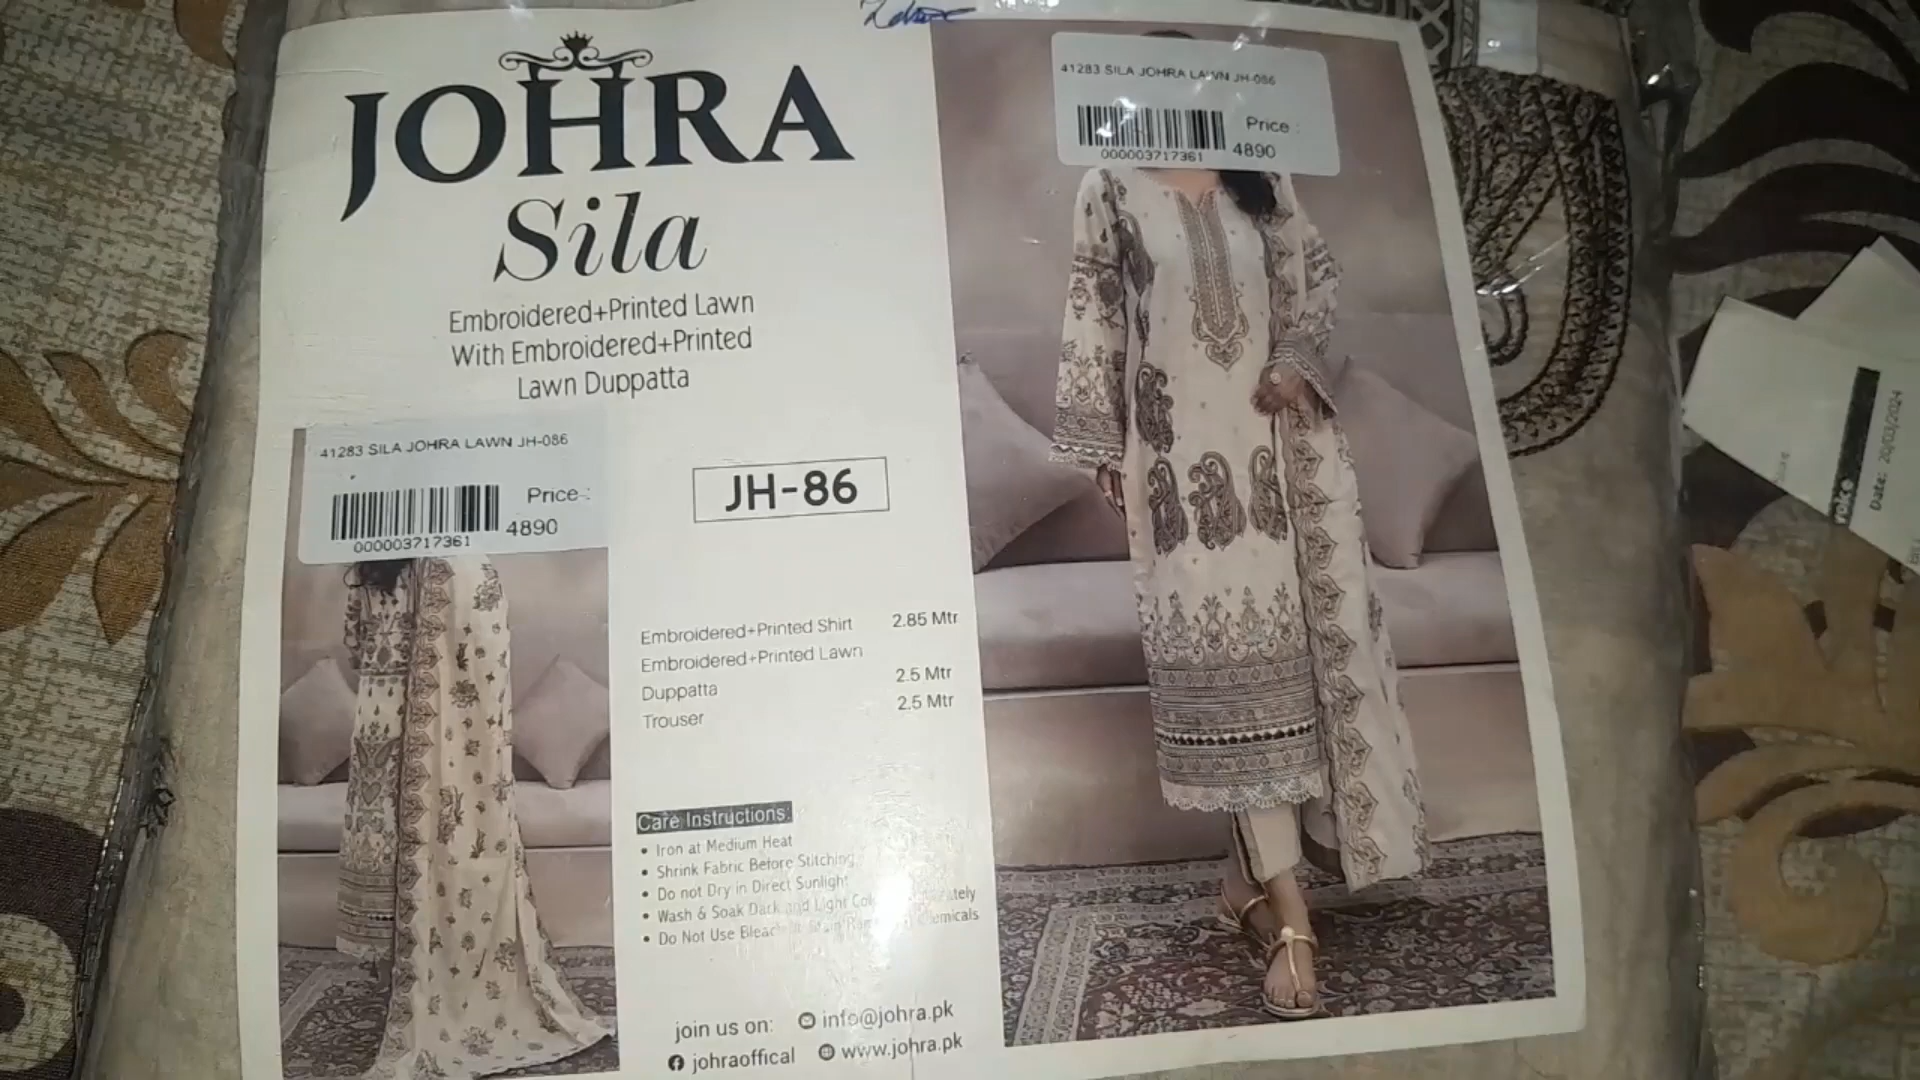 JOHRA
Sila
Embroidered+Printed Lawn
With Embroidered+Printed
Lawn Duppatta
41283 SILA JOHRA LAWN JH-086
Price :
4890
000003717361
JH-86
Embroidered+Printed Shirt 2.85 Mtr
Embroidered+Printed Lawn
Duppatta 2.5 Mtr
Trouser 2.5 Mtr
Care Instructions:
• Iron at Medium Heat
• Shrink Fabric Before Stitching
• Do not Dry in Direct Sunlight
• Wash & Soak Dark and Light
• Do Not Use Bleach
join us on: info@johra.pk
johraoffical www.johra.pk
41283 SILA JOHRA LAWN JH-086
Price :
000003717361 4890
Date: 20/03/2024